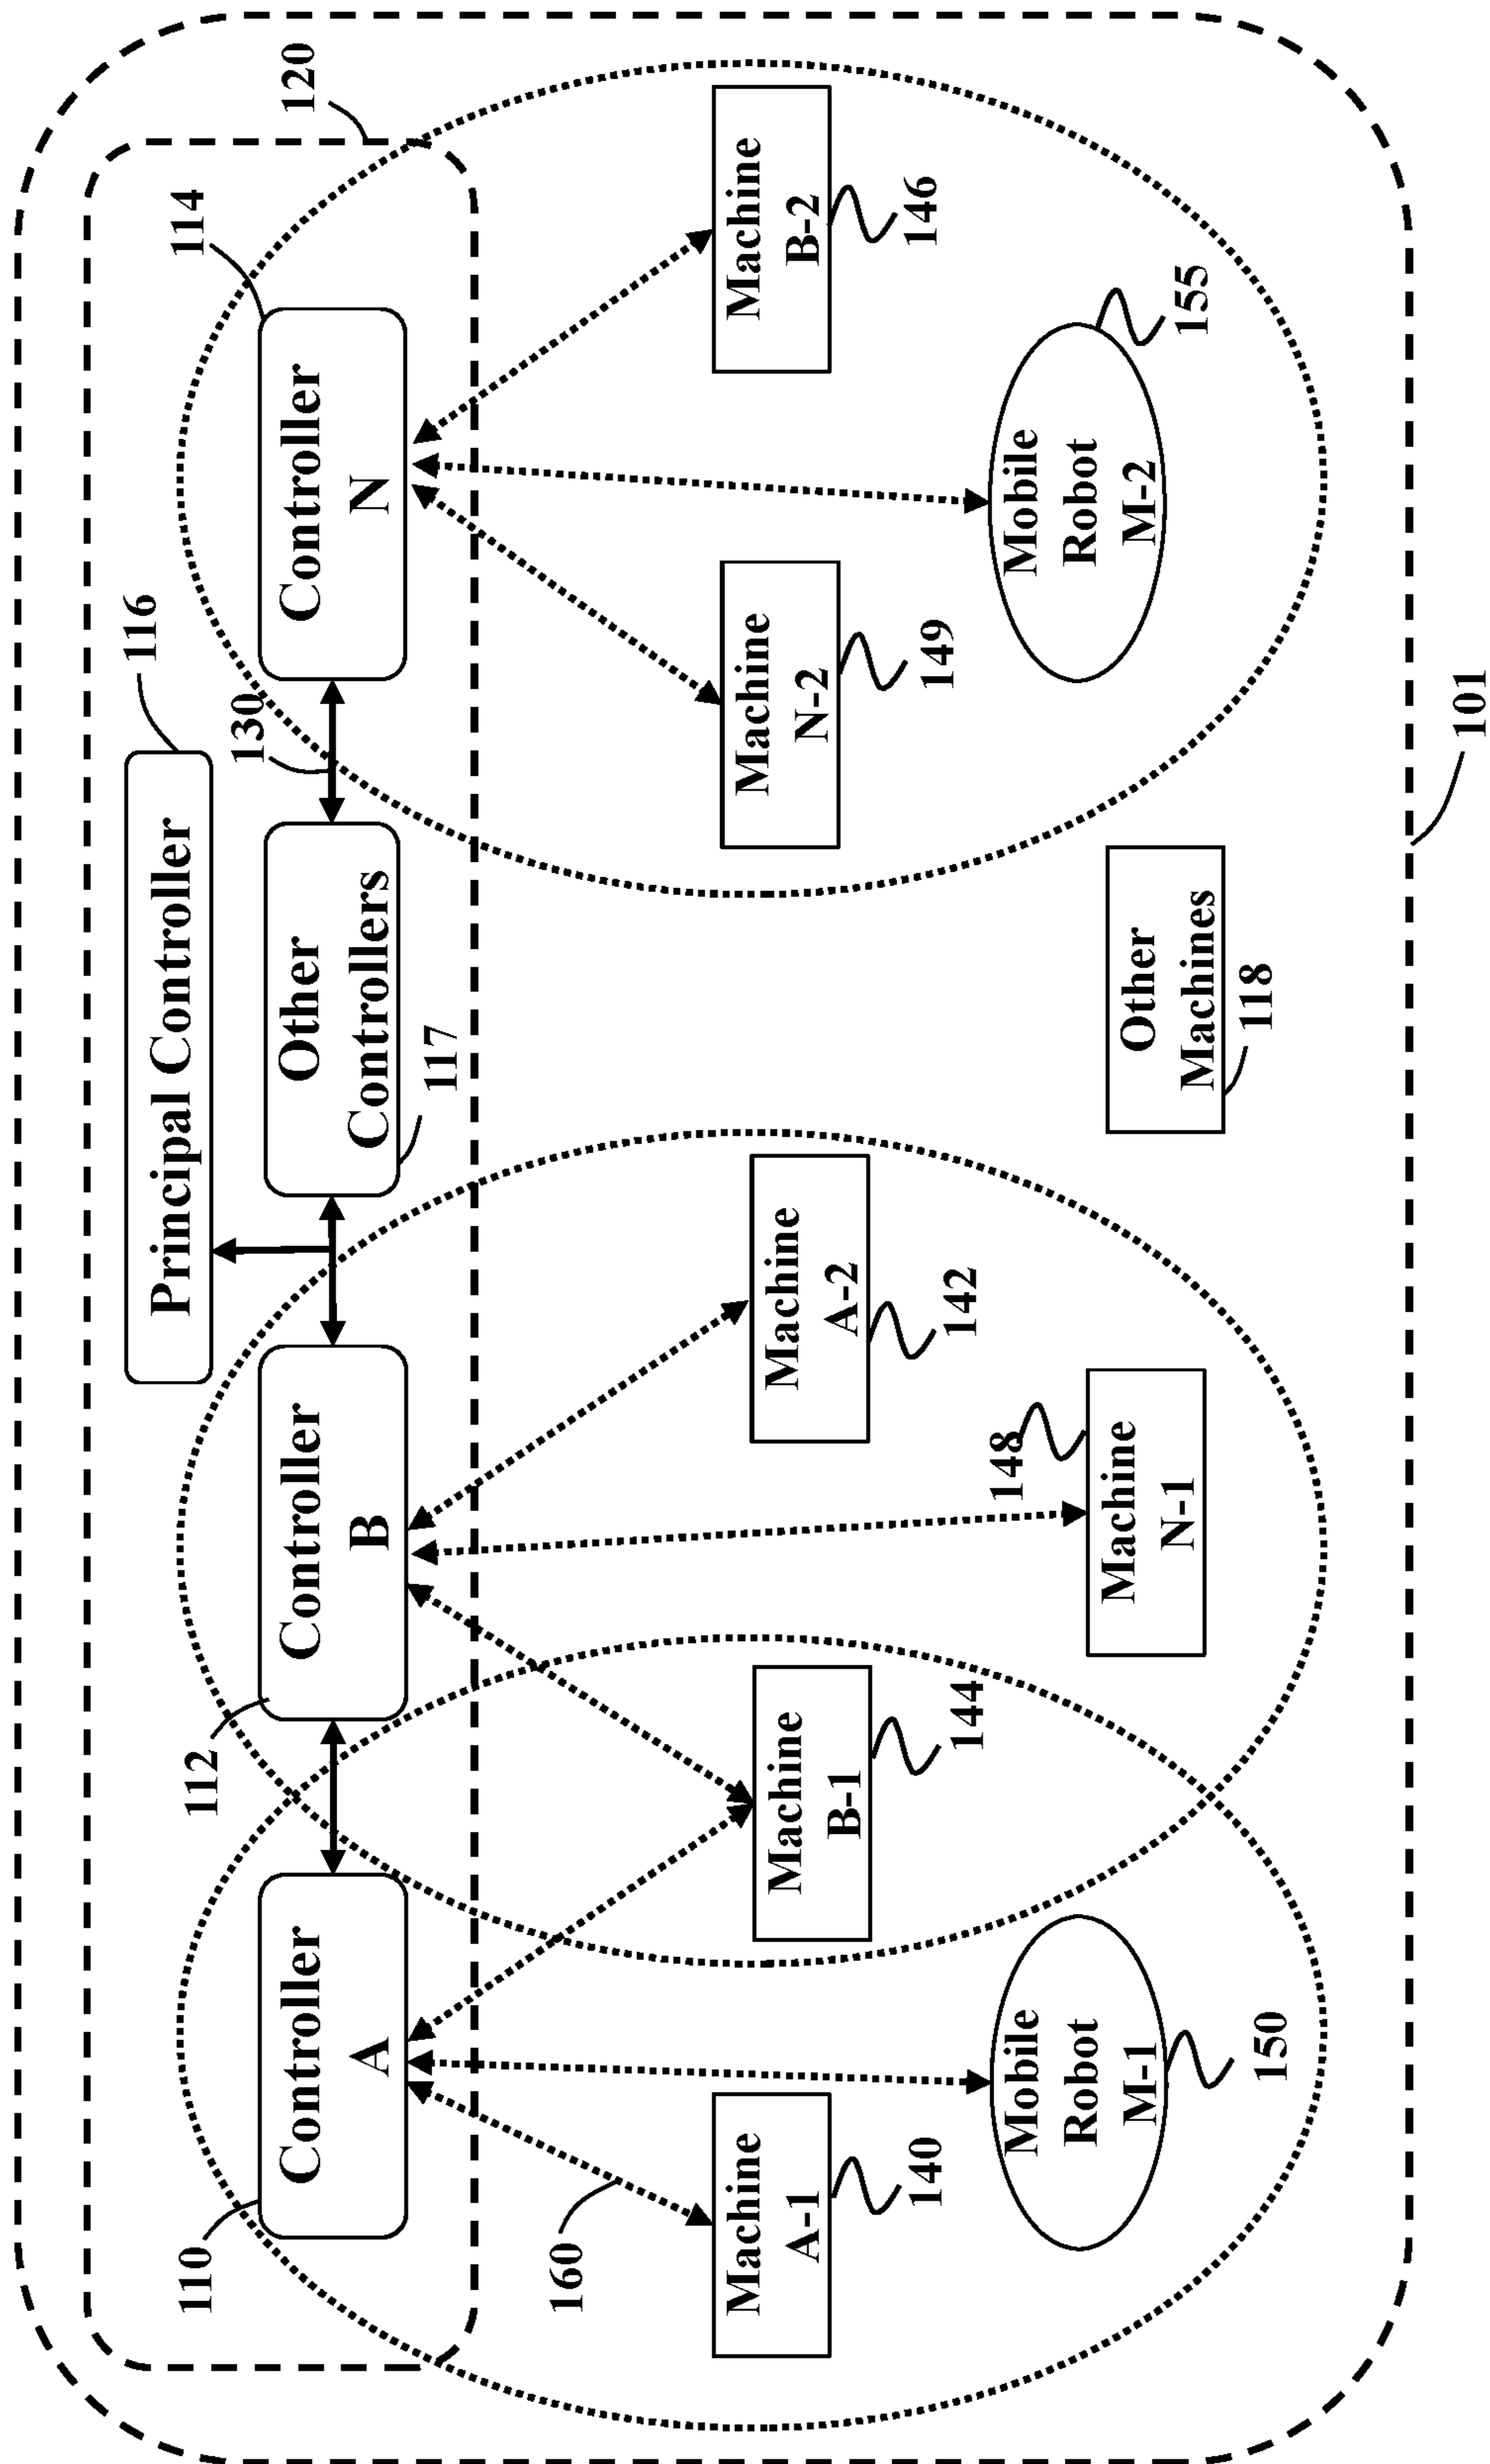 120
114
116
Principal Controller
130
112
110
Controller
A
Controller
B
Other
Controllers
117
Controller
N
160
Machine
A-1
140
Machine
B-1
144
Machine
A-2
142
Machine
N-2
149
Machine
B-2
146
Mobile
Robot
M-1
150
148
Machine
N-1
Other
Machines
118
Mobile
Robot
M-2
155
101